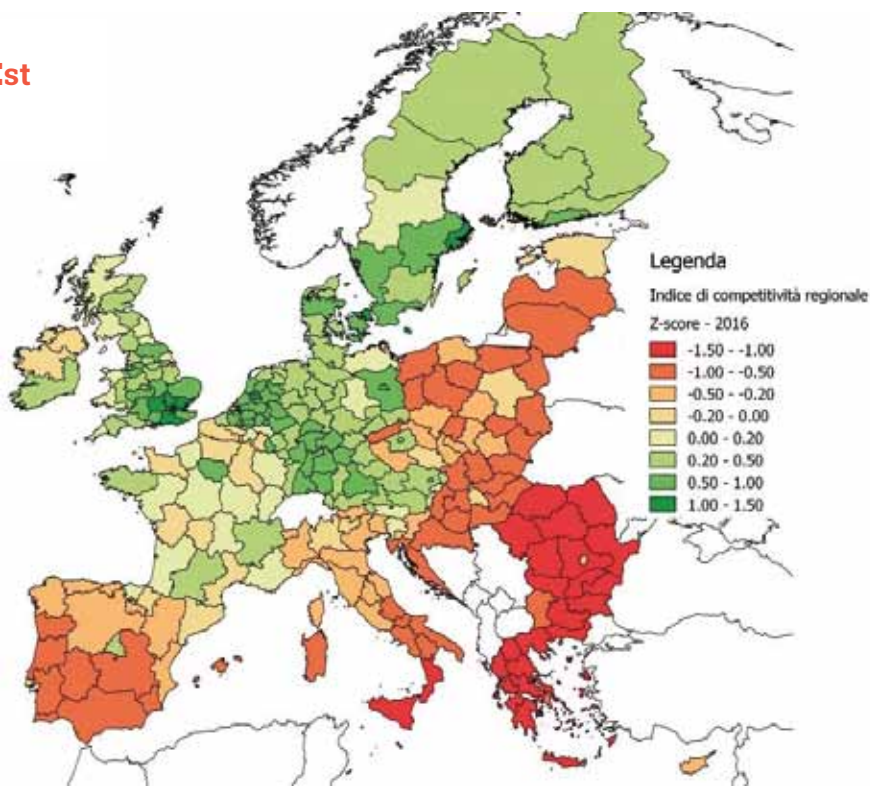 Est
Legenda
Indice di competitività regionale
Z-score - 2016
-1.50 - -1.00
-1.00 - -0.50
-0.50 - -0.20
-0.20 - 0.00
0.00 - 0.20
0.20 - 0.50
0.50 - 1.00
1.00 - 1.50